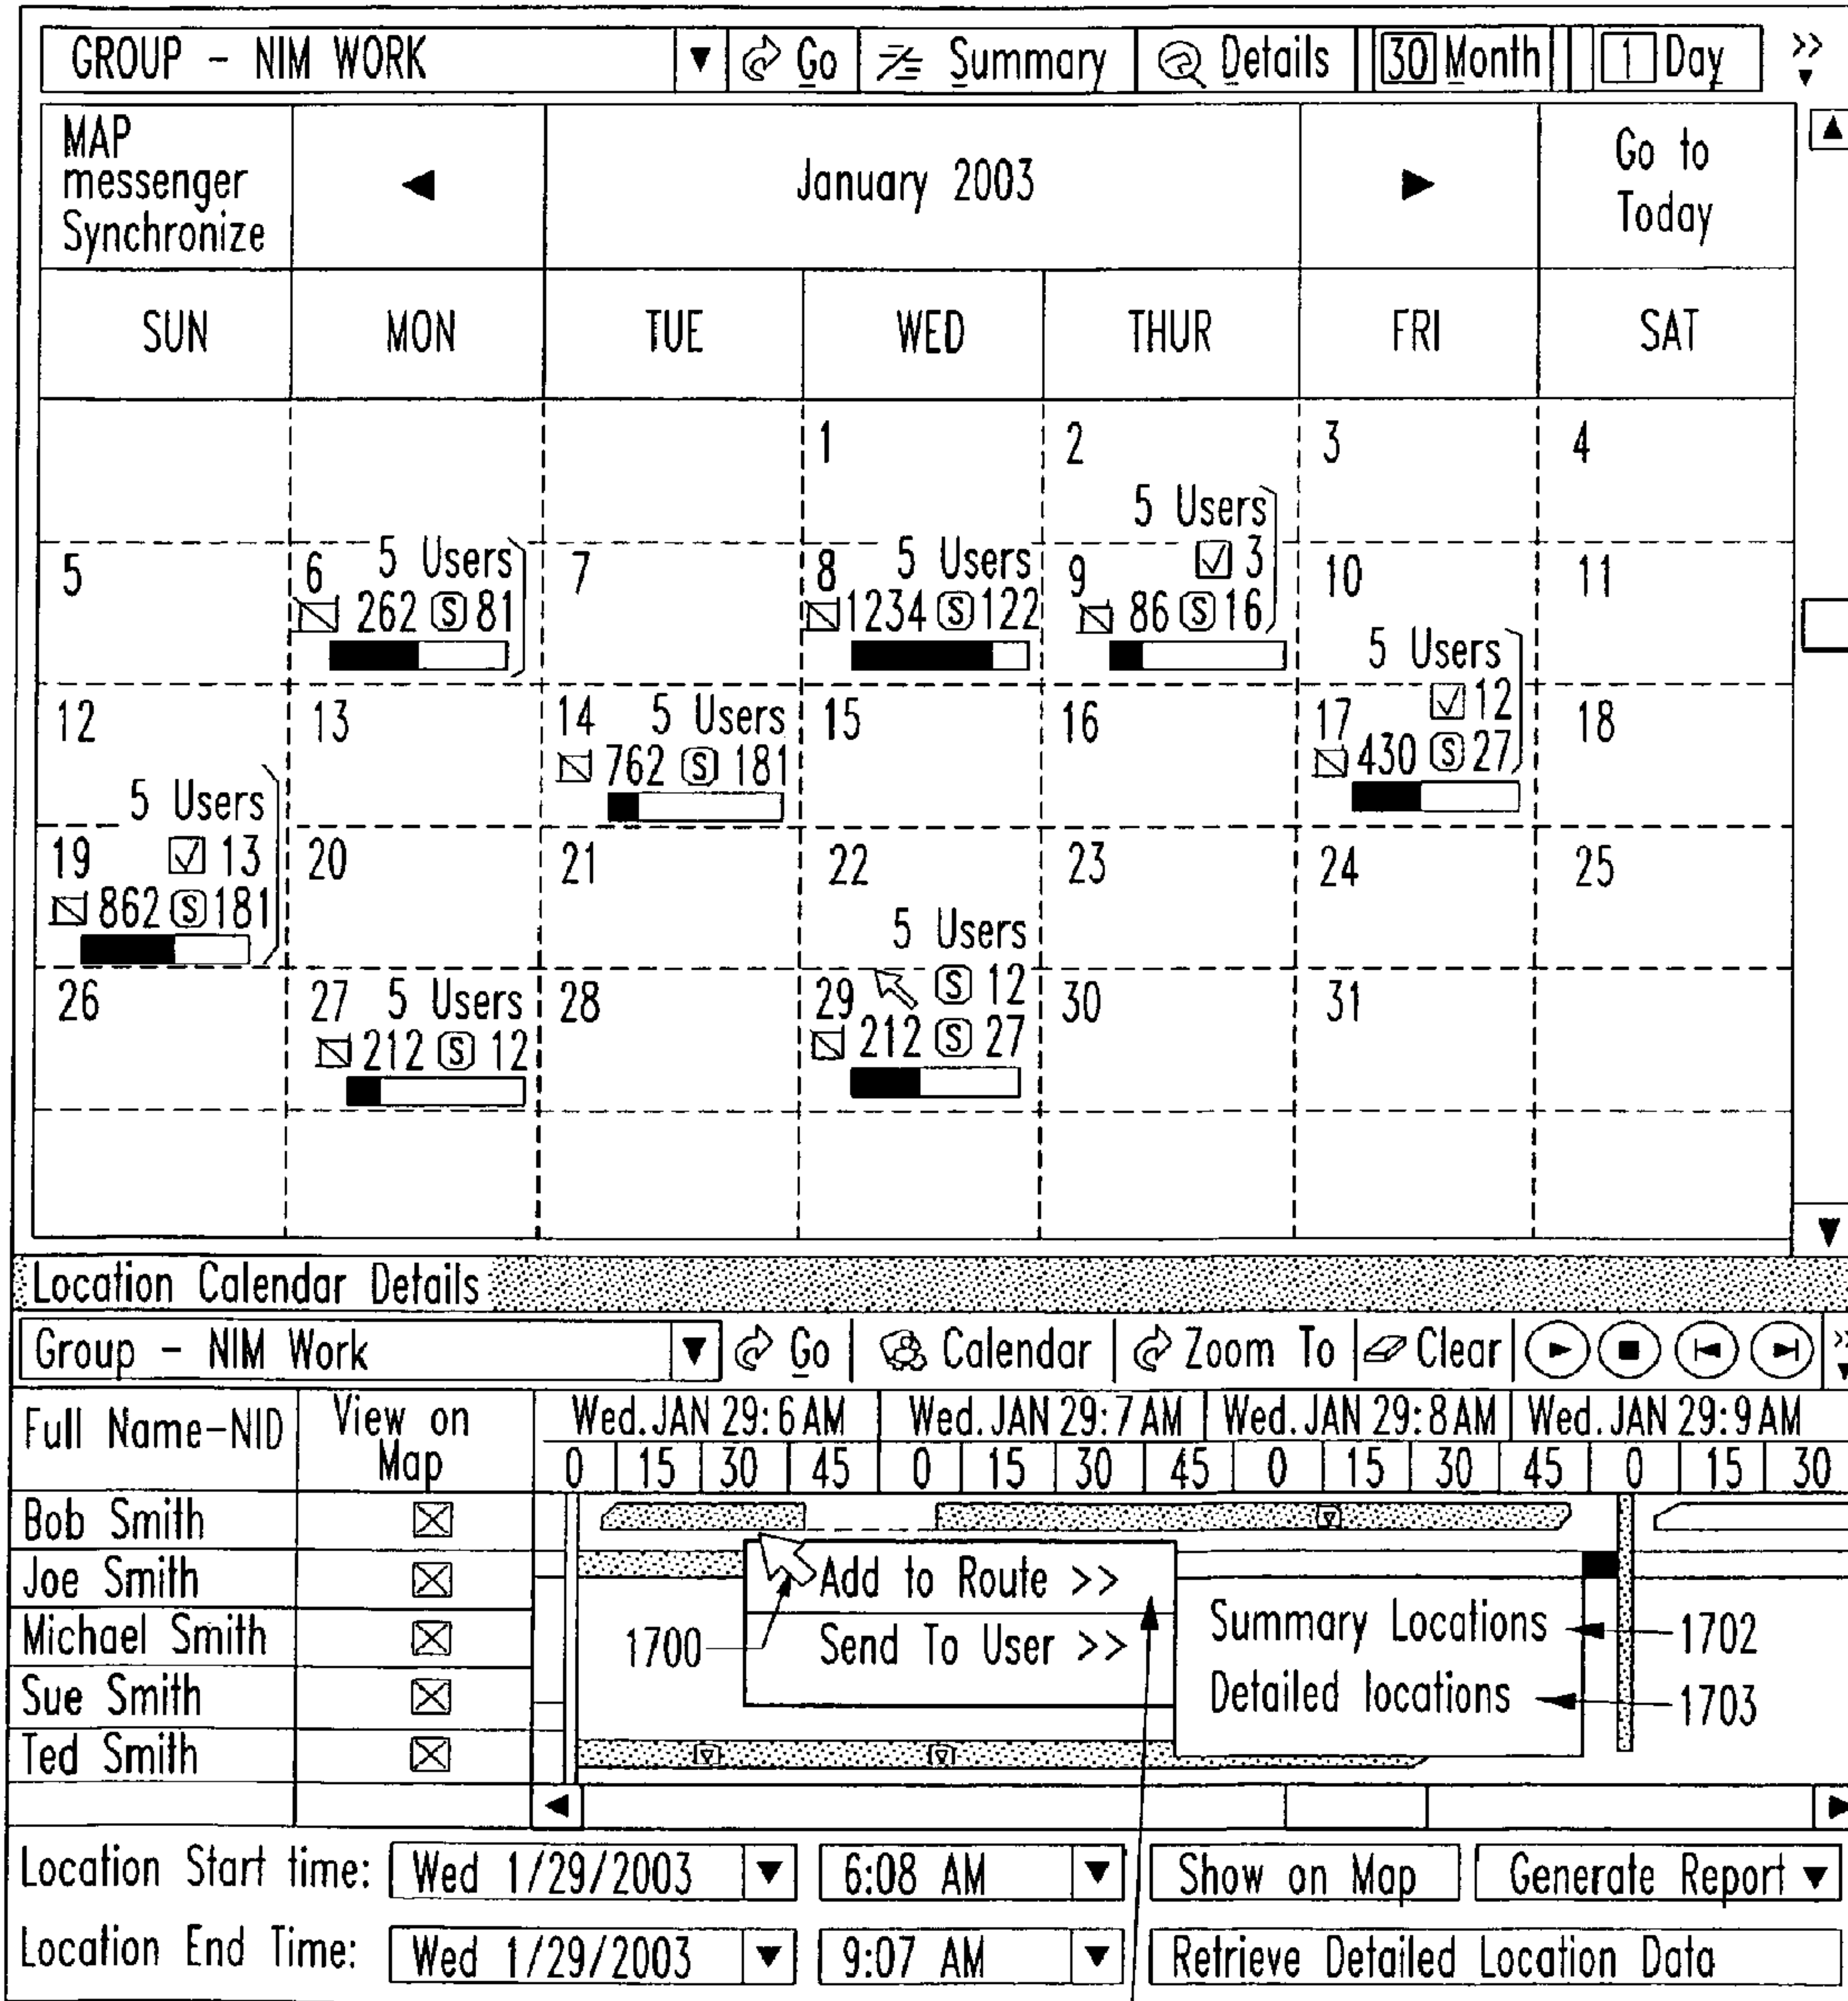 GROUP - NIM WORK Go Summary Details 30 Month 1 Day >>
MAP messenger Synchronize
January 2003
Go to Today
SUN MON TUE WED THUR FRI SAT
1 2 3 4
5 Users
5 6 5 Users 7 8 5 Users 9 3 10 11
262 S 81 1234 S 122 86 S 16
5 Users
12 13 14 5 Users 15 16 17 12 18
762 S 181 430 S 27
5 Users
19 13 20 21 22 23 24 25
862 S 181
5 Users
26 27 5 Users 28 29 S 12 30 31
212 S 12 212 S 27
Location Calendar Details
Group - NIM Work Go Calendar Zoom To Clear >>
Full Name-NID View on Map Wed.JAN 29:6AM Wed.JAN 29:7AM Wed.JAN 29:8AM Wed.JAN 29:9AM
0 15 30 45 0 15 30 45 0 15 30 45 0 15 30
Bob Smith
Joe Smith
Add to Route >>
Michael Smith
1700
Send To User >>
Summary Locations 1702
Sue Smith
Detailed locations 1703
Ted Smith
Location Start time: Wed 1/29/2003 6:08 AM Show on Map Generate Report
Location End Time: Wed 1/29/2003 9:07 AM Retrieve Detailed Location Data